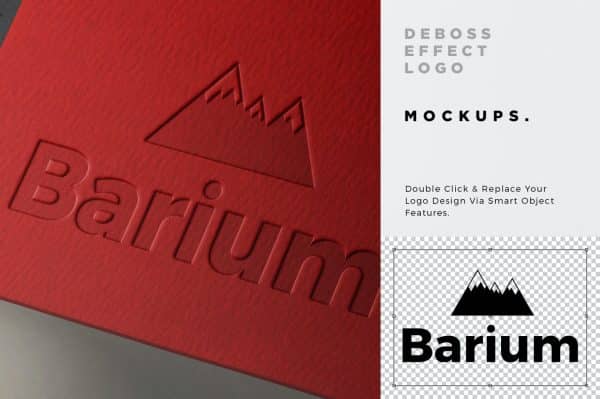 Barium
DEBOSS
EFFECT
LOGO
MOCKUPS.
Double Click & Replace Your
Logo Design Via Smart Object
Features.
Barium